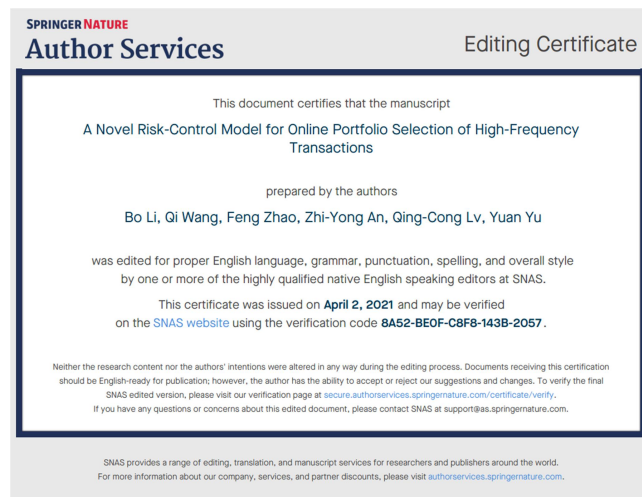 SPRINGER NATURE
Author Services
Editing Certificate
This document certifies that the manuscript
A Novel Risk-Control Model for Online Portfolio Selection of High-Frequency
Transactions
prepared by the authors
Bo Li, Qi Wang, Feng Zhao, Zhi-Yong An, Qing-Cong Lv, Yuan Yu
was edited for proper English language, grammar, punctuation, spelling, and overall style
by one or more of the highly qualified native English speaking editors at SNAS.
This certificate was issued on April 2, 2021 and may be verified
on the SNAS website using the verification code 8A52-BE0F-C8F8-143B-2057.
Neither the research content nor the authors' intentions were altered in any way during the editing process. Documents receiving this certification
should be English-ready for publication; however, the author has the ability to accept or reject our suggestions and changes. To verify the final
SNAS edited version, please visit our verification page at secure.authorservices.springernature.com/certificate/verify.
If you have any questions or concerns about this edited document, please contact SNAS at support@as.springernature.com.
SNAS provides a range of editing, translation, and manuscript services for researchers and publishers around the world.
For more information about our company, services, and partner discounts, please visit authorservices.springernature.com.